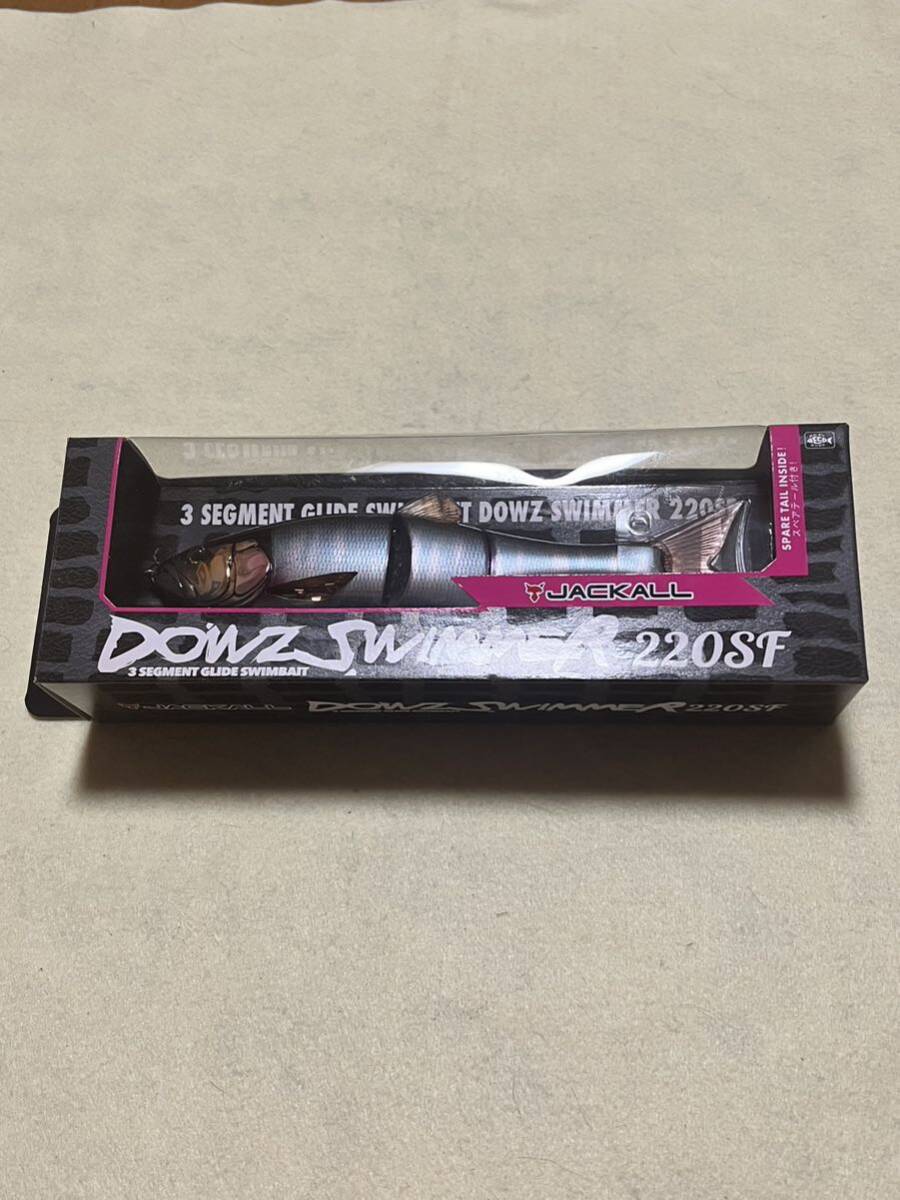 3 SEGMENT GLIDE SWI T DOWZ SWIMMER 220SF
SPARE TAIL INSIDE!
スペアテール付き!
JACKALL
DOWZ SWIMMER 220SF
3 SEGMENT GLIDE SWIMBAIT
JACKALL DOWZ SWIMMER 220SF